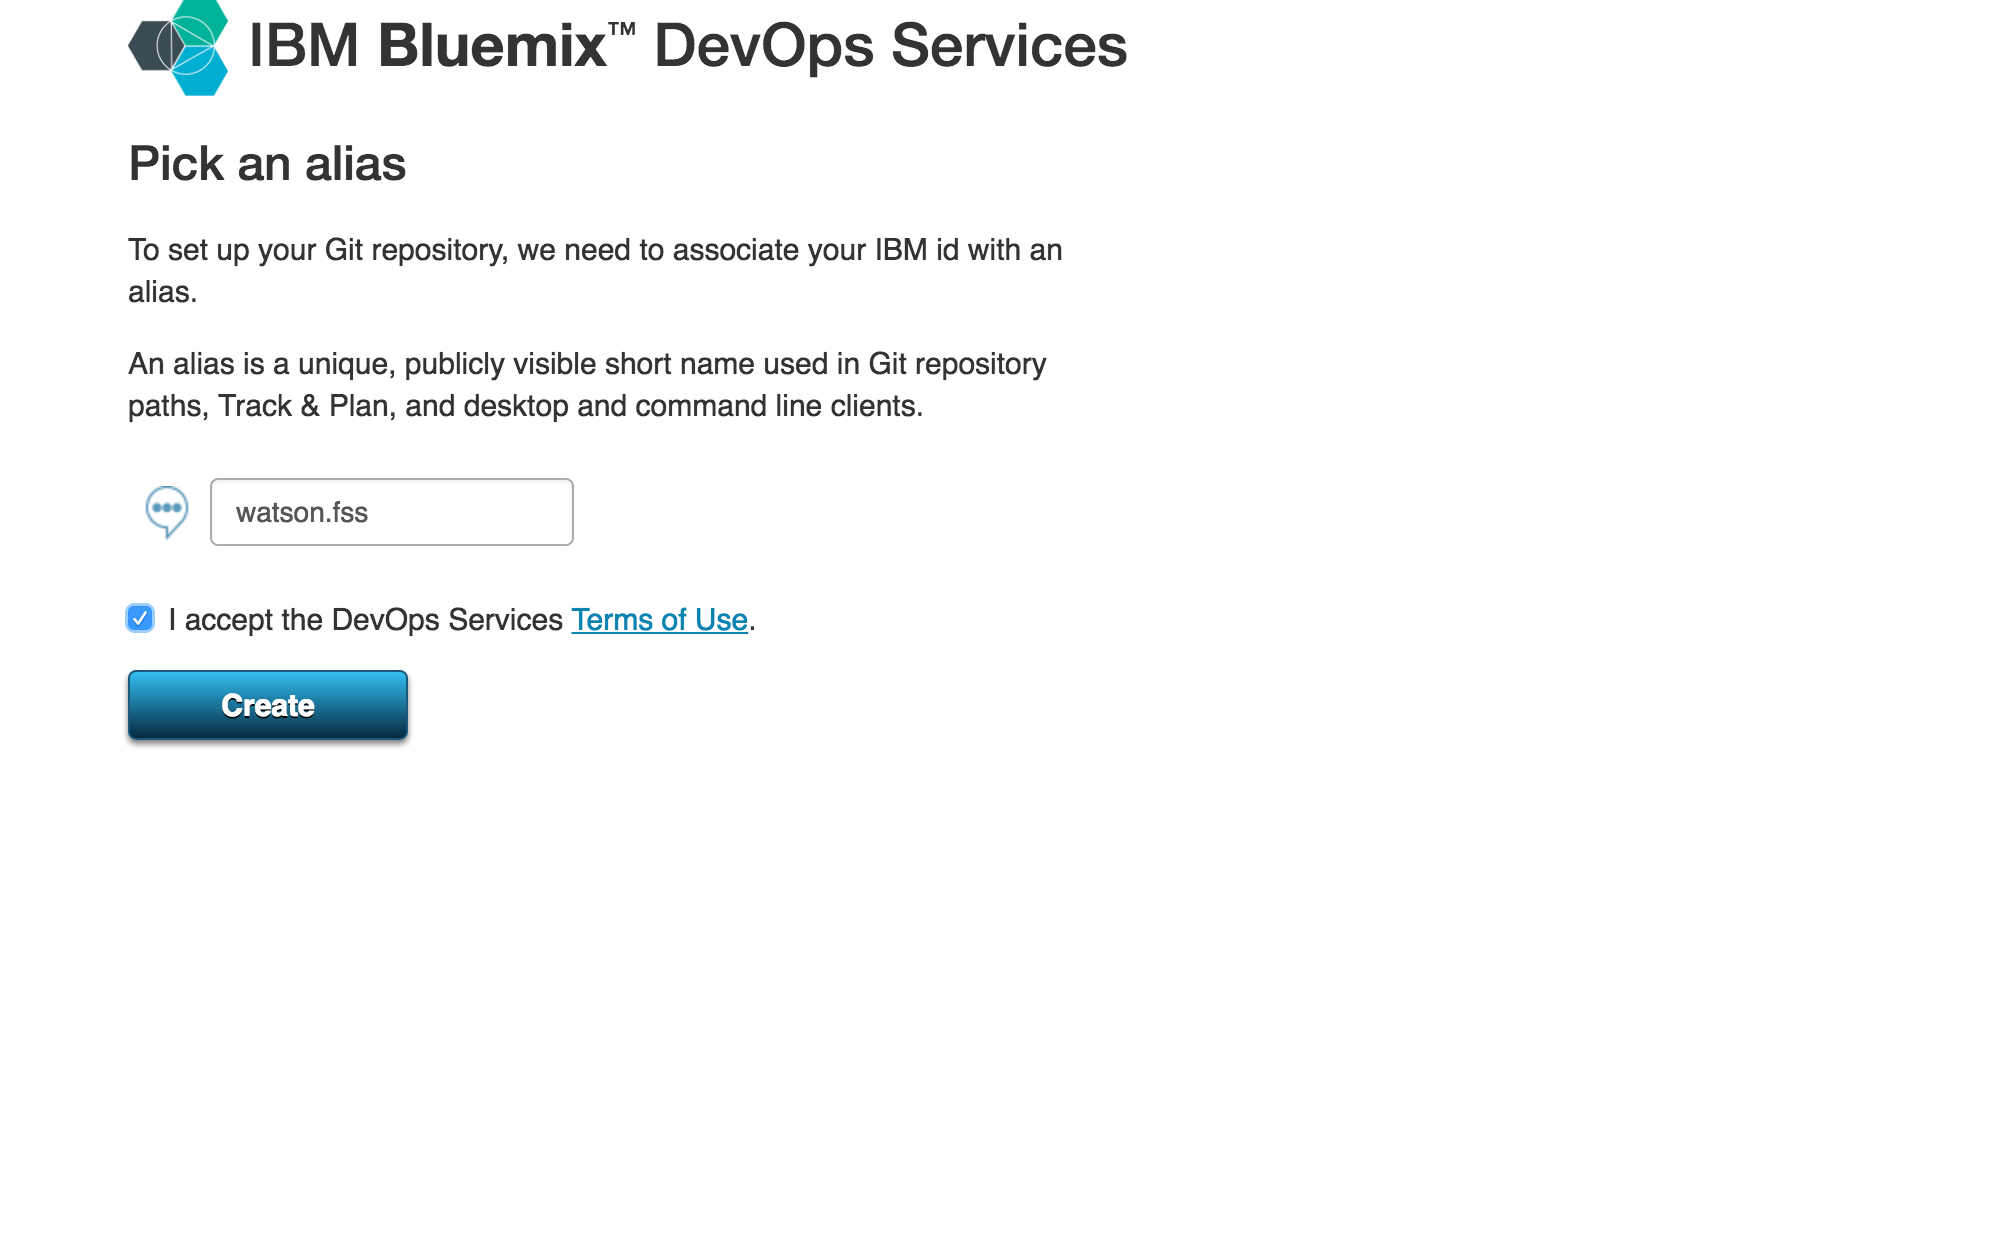 IBM Bluemix™ DevOps Services
Pick an alias
To set up your Git repository, we need to associate your IBM id with an
alias.
An alias is a unique, publicly visible short name used in Git repository
paths, Track & Plan, and desktop and command line clients.
watson.fss
I accept the DevOps Services Terms of Use.
Create